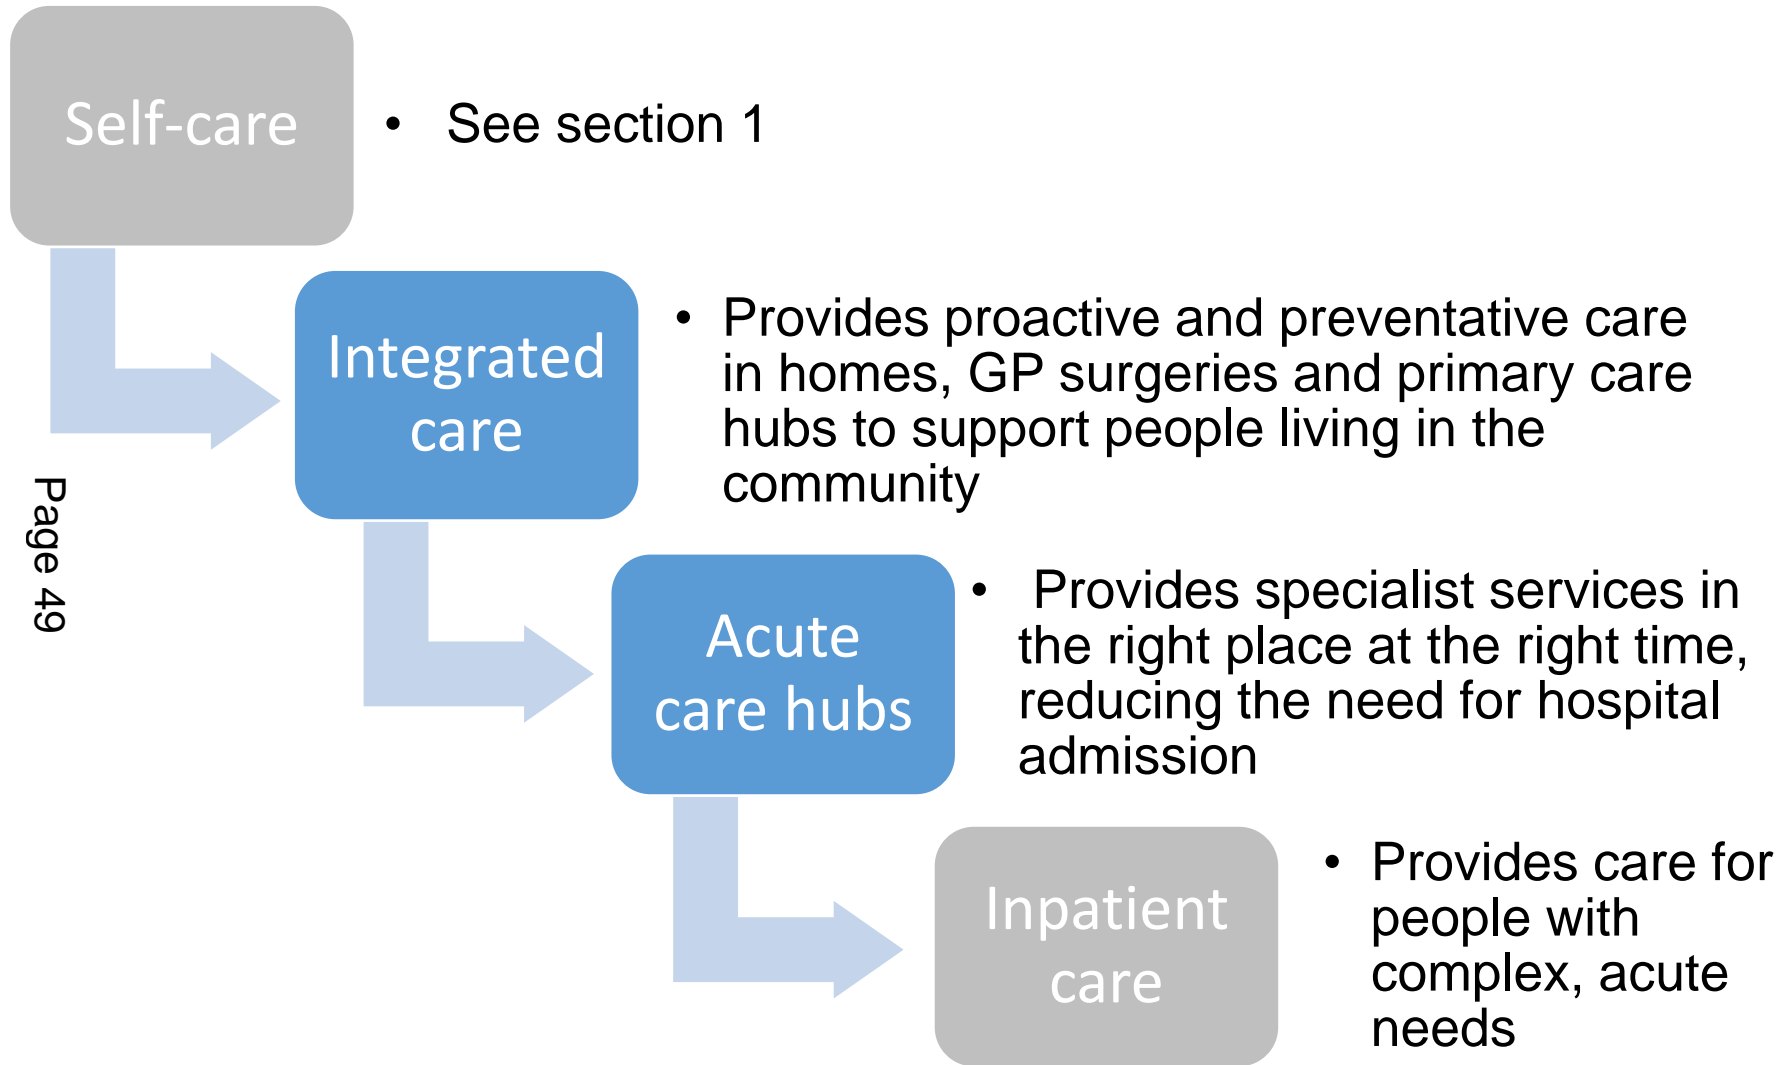 Self-care
• See section 1
Integrated
care
• Provides proactive and preventative care
in homes, GP surgeries and primary care
hubs to support people living in the
community
Page 49
Acute
care hubs
• Provides specialist services in
the right place at the right time,
reducing the need for hospital
admission
Inpatient
care
• Provides care for
people with
complex, acute
needs